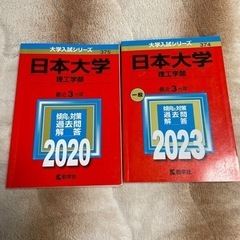 大学入試シリーズ
375
日本大学
理工学部
最近3カ年
傾向と対策
過去問
解答
2020
教学社
大学入試シリーズ
374
日本大学
理工学部
一般
最近3カ年
傾向と対策
過去問
解答
2023
教学社